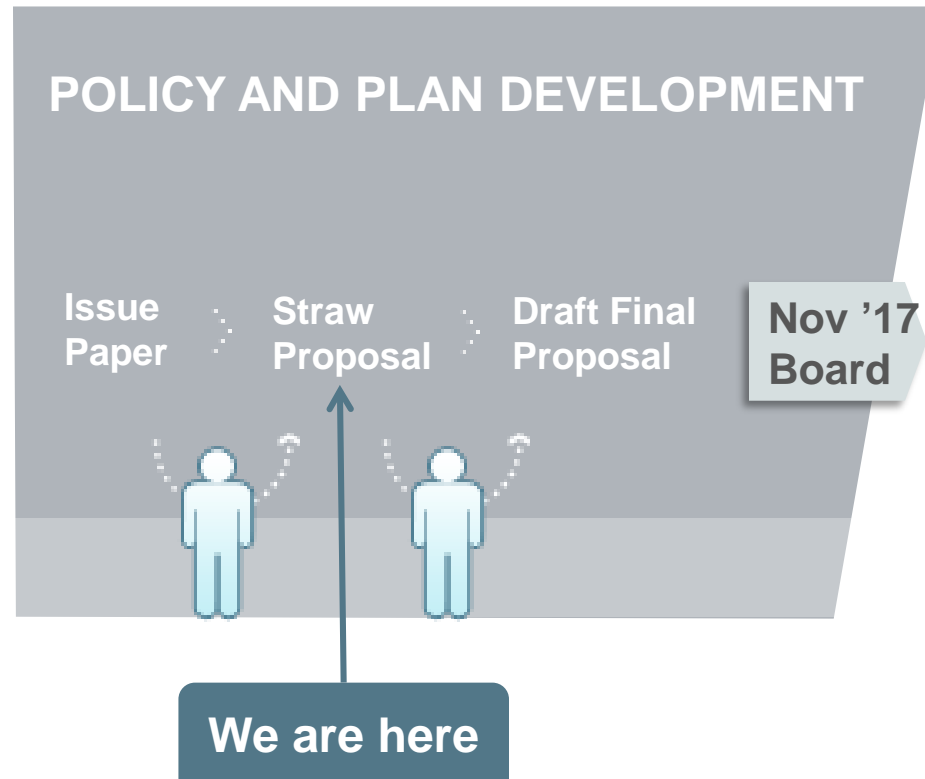 POLICY AND PLAN DEVELOPMENT
Issue
Paper
Straw
Proposal
Draft Final
Proposal
Nov ’17
Board
We are here